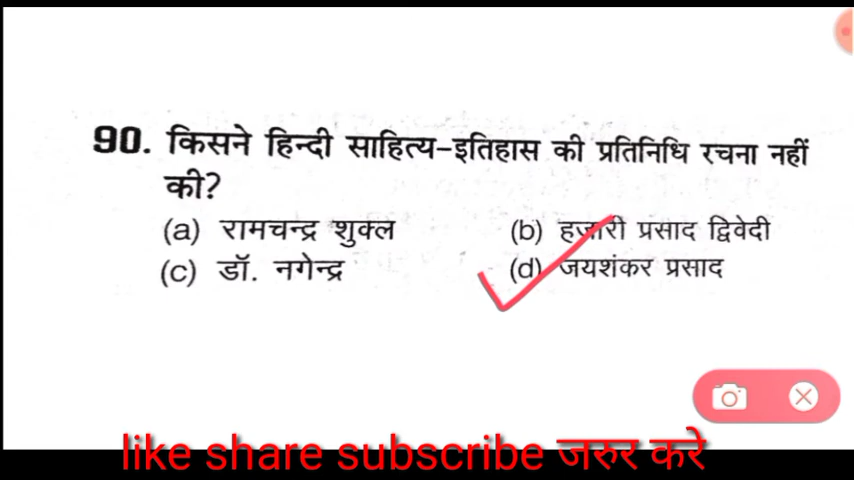 90. किसने हिन्दी साहित्य-इतिहास की प्रतिनिधि रचना नहीं
की?
(a) रामचन्द्र शुक्ल (b) हजारी प्रसाद द्विवेदी
(c) डॉ. नगेन्द्र (d) जयशंकर प्रसाद
like share subscribe जरुर करे